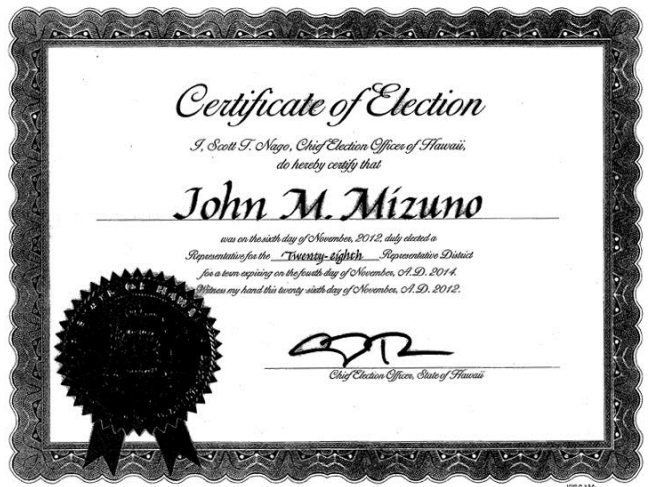 Certificate of Election
I, Scott T. Nago, Chief Election Officer of Hawaii,
do hereby certify that
John M. Mizuno
was on the sixth day of November, 2012, duly elected a
Representative for the Twenty-eighth Representative District
for a term expiring on the fourth day of November, A.D. 2014.
Witness my hand this twenty-sixth day of November, A.D. 2012.
Chief Election Officer, State of Hawaii